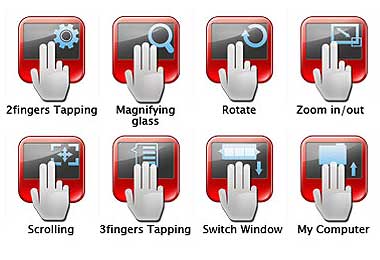 2fingers Tapping
Magnifying
glass
Rotate
Zoom in/out
Scrolling
3fingers Tapping
Switch Window
My Computer